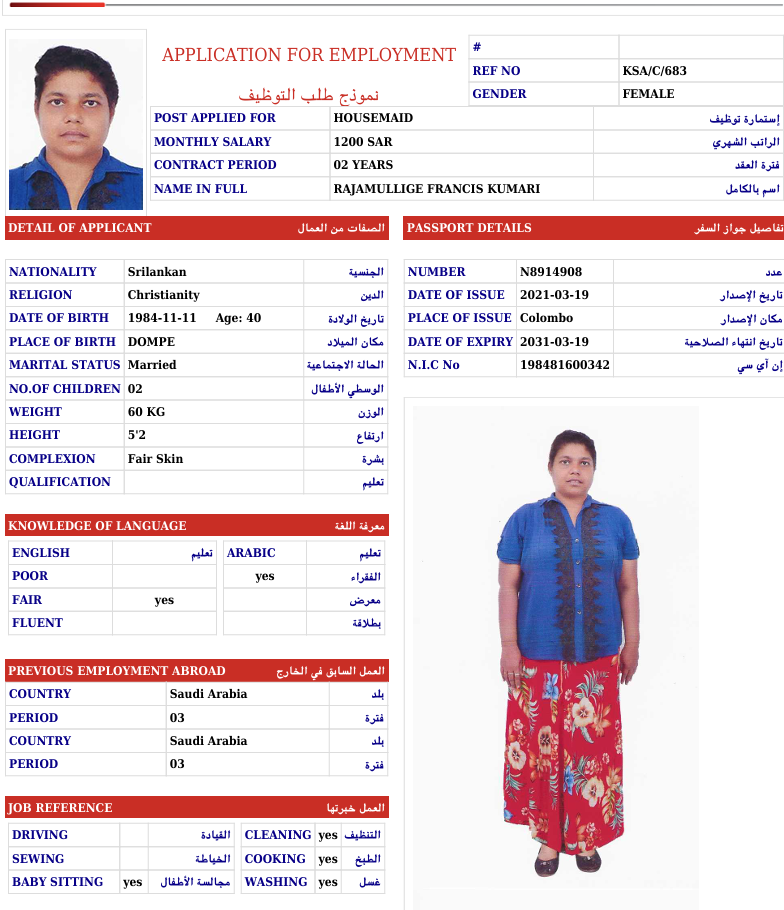 APPLICATION FOR EMPLOYMENT
نموذج طلب التوظيف
#
REF NO KSA/C/683
GENDER FEMALE
POST APPLIED FOR HOUSEMAID إستمارة توظيف
MONTHLY SALARY 1200 SAR الراتب الشهري
CONTRACT PERIOD 02 YEARS فترة العقد
NAME IN FULL RAJAMULLIGE FRANCIS KUMARI اسم بالكامل
DETAIL OF APPLICANT الصفات من العمال
NATIONALITY Srilankan الجنسية
RELIGION Christianity الدين
DATE OF BIRTH 1984-11-11 Age: 40 تاريخ الولادة
PLACE OF BIRTH DOMPE مكان الميلاد
MARITAL STATUS Married الحالة الاجتماعية
NO.OF CHILDREN 02 الوسطي الأطفال
WEIGHT 60 KG الوزن
HEIGHT 5'2 ارتفاع
COMPLEXION Fair Skin بشرة
QUALIFICATION تعليم
PASSPORT DETAILS تفاصيل جواز السفر
NUMBER N8914908 عدد
DATE OF ISSUE 2021-03-19 تاريخ الإصدار
PLACE OF ISSUE Colombo مكان الإصدار
DATE OF EXPIRY 2031-03-19 تاريخ انتهاء الصلاحية
N.I.C No 198481600342 إن آي سي
KNOWLEDGE OF LANGUAGE معرفة اللغة
ENGLISH تعليم ARABIC تعليم
POOR yes الفقراء
FAIR yes معرض
FLUENT بطلاقة
PREVIOUS EMPLOYMENT ABROAD العمل السابق في الخارج
COUNTRY Saudi Arabia بلد
PERIOD 03 فترة
COUNTRY Saudi Arabia بلد
PERIOD 03 فترة
JOB REFERENCE العمل خبرتها
DRIVING القيادة CLEANING yes التنظيف
SEWING الخياطة COOKING yes الطبخ
BABY SITTING yes مجالسة الأطفال WASHING yes غسل